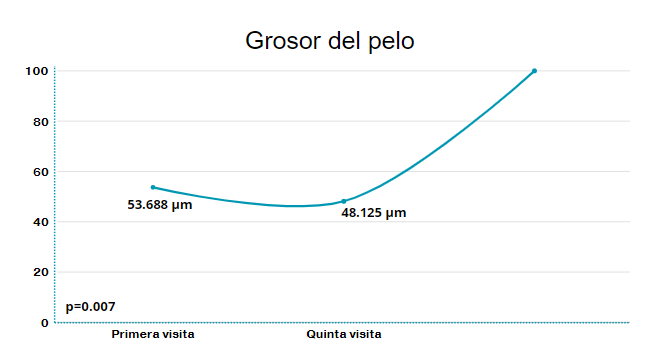 Grosor del pelo
100
80
60
53.688 μm
48.125 μm
40
20
p=0.007
0
Primera visita
Quinta visita